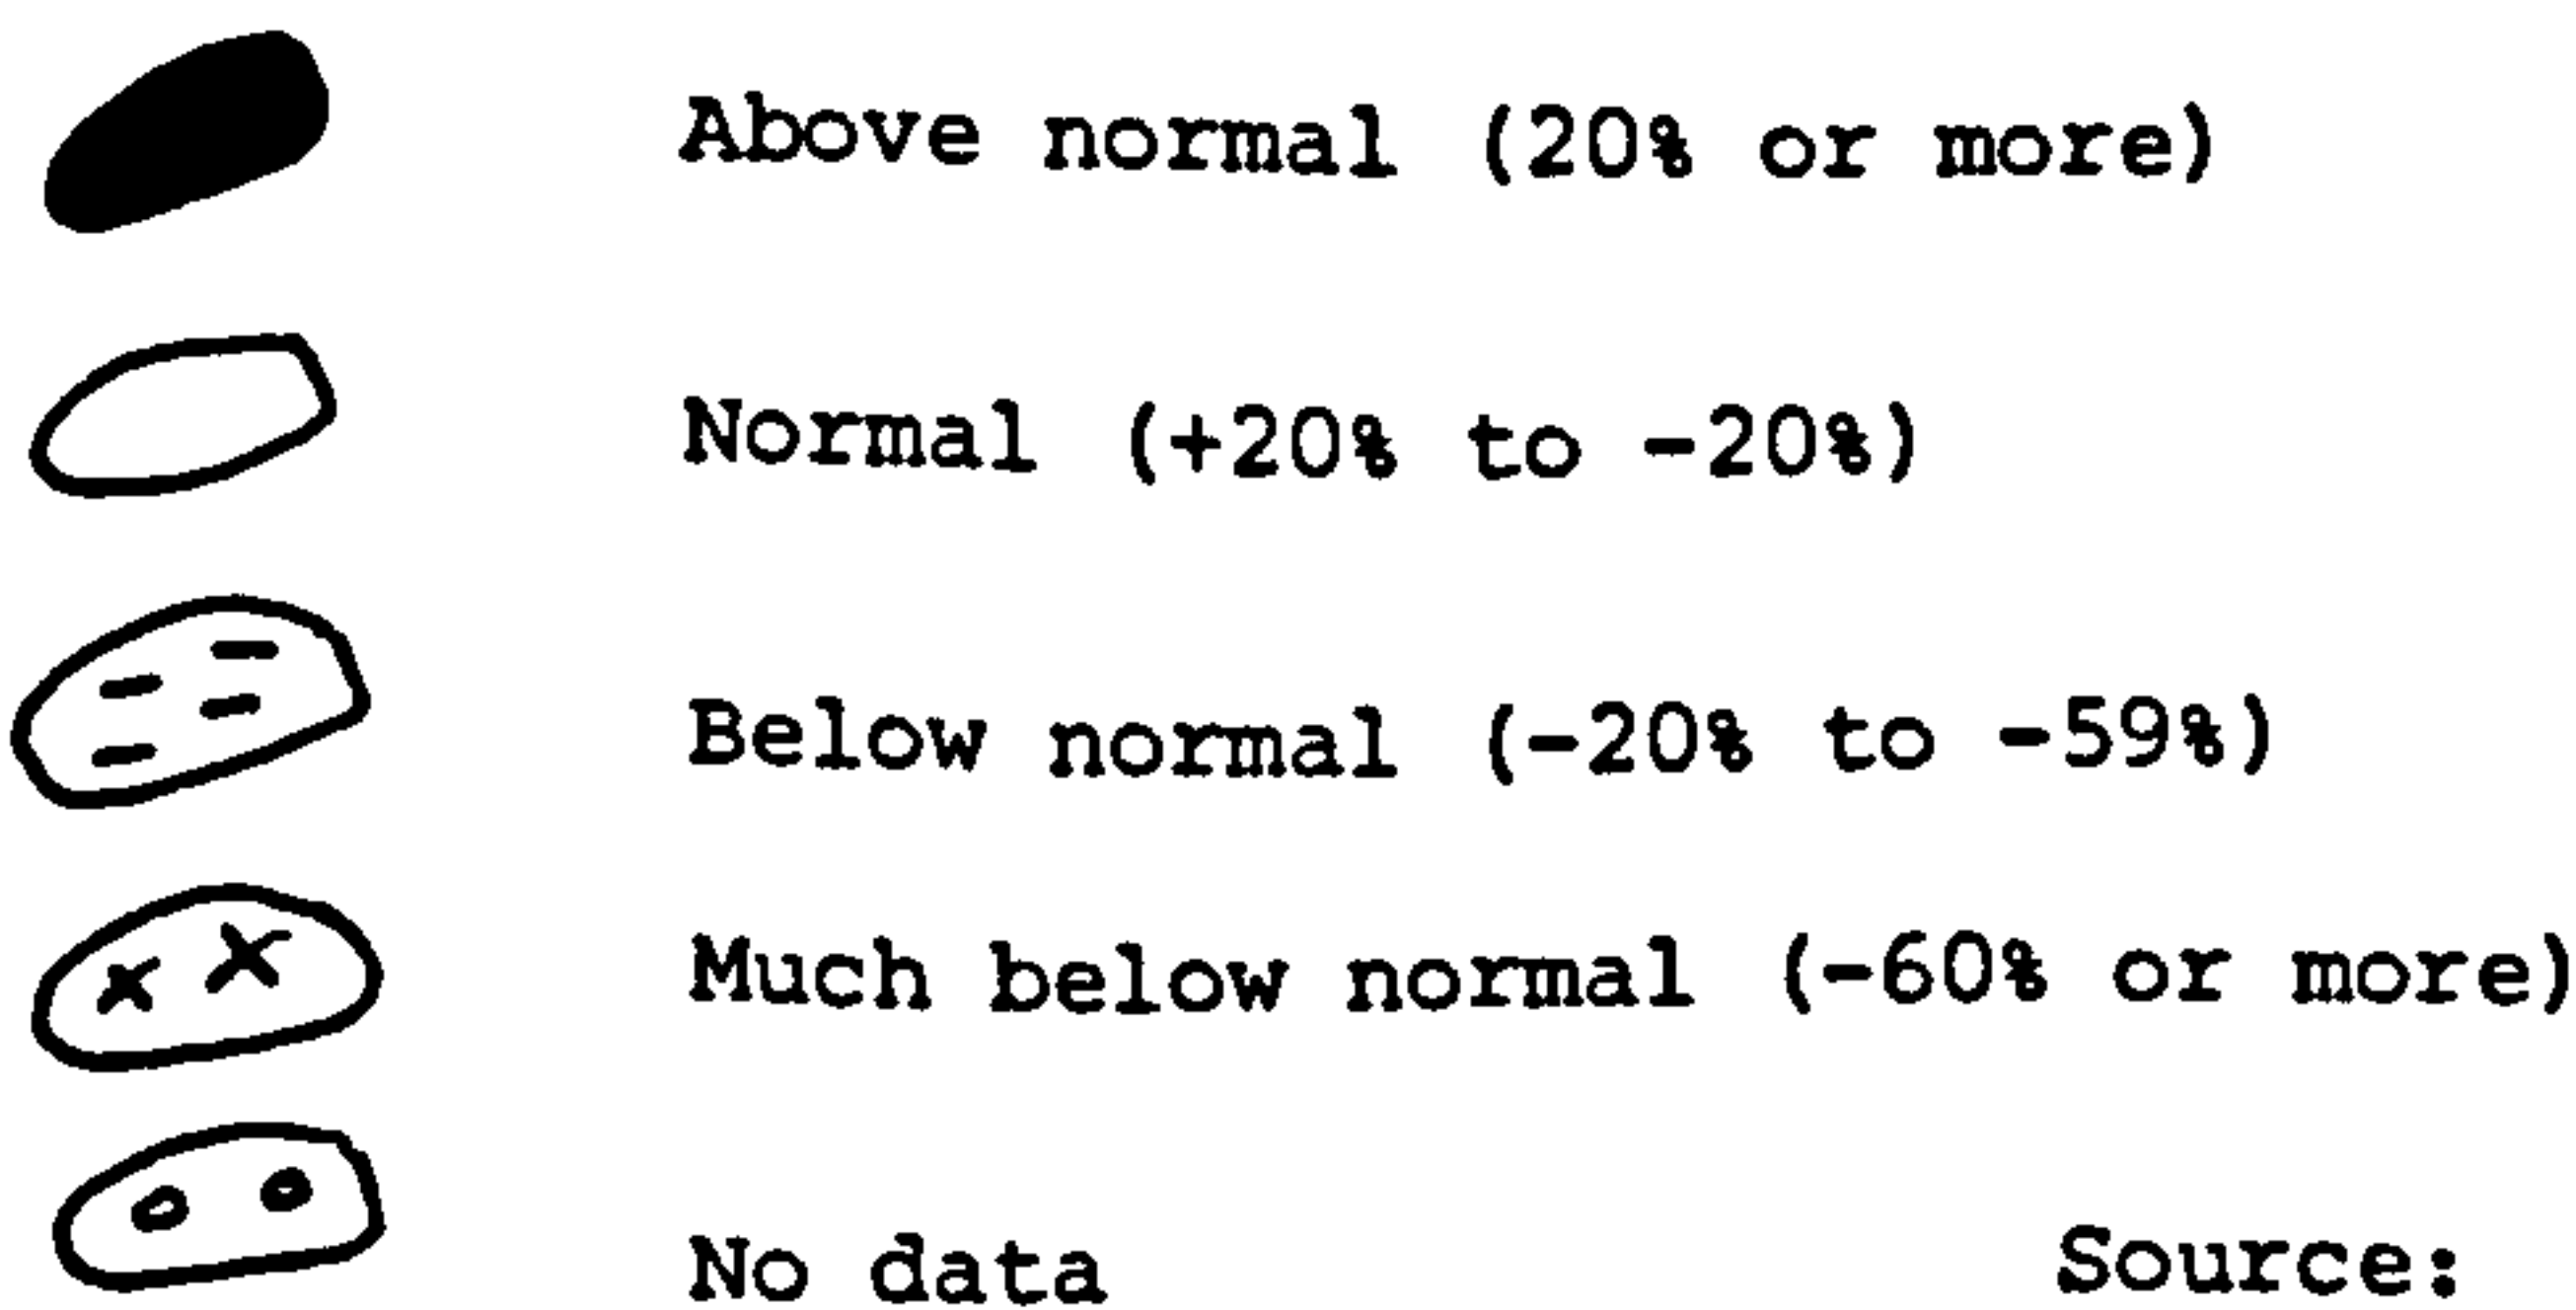 Above normal (20% or more)
Normal (+20% to -20%)
Below normal (-20% to -59%)
Much below normal (-60% or more)
No data Source: